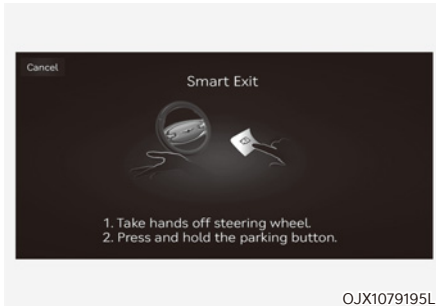 Cancel
Smart Exit
1. Take hands off steering wheel.
2. Press and hold the parking button.
OJX1079195L